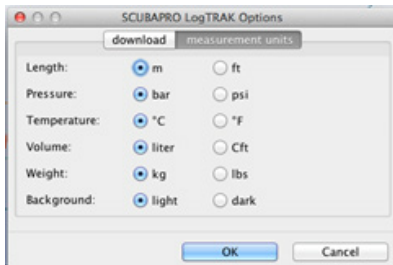 SCUBAPRO LogTRAK Options
download measurement units
Length: m ft
Pressure: bar psi
Temperature: °C °F
Volume: liter Cft
Weight: kg lbs
Background: light dark
OK Cancel